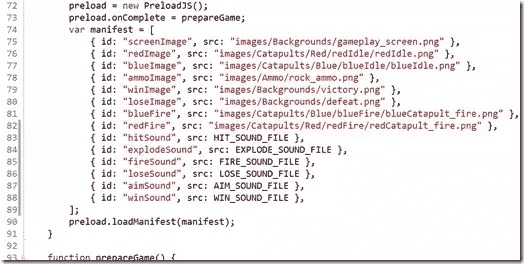 72 preload = new PreloadJS();
73 preload.onComplete = prepareGame;
74 var manifest = [
75 { id: "screenImage", src: "images/Backgrounds/gameplay_screen.png" },
76 { id: "redImage", src: "images/Catapults/Red/redIdle/redIdle.png" },
77 { id: "blueImage", src: "images/Catapults/Blue/blueIdle/blueIdle.png" },
78 { id: "ammoImage", src: "images/Ammo/rock_ammo.png" },
79 { id: "winImage", src: "images/Backgrounds/victory.png" },
80 { id: "loseImage", src: "images/Backgrounds/defeat.png" },
81 { id: "blueFire", src: "images/Catapults/Blue/blueFire/blueCatapult_fire.png" },
82 { id: "redFire", src: "images/Catapults/Red/redFire/redCatapult_fire.png" },
83 { id: "hitSound", src: HIT_SOUND_FILE },
84 { id: "explodeSound", src: EXPLODE_SOUND_FILE },
85 { id: "fireSound", src: FIRE_SOUND_FILE },
86 { id: "loseSound", src: LOSE_SOUND_FILE },
87 { id: "aimSound", src: AIM_SOUND_FILE },
88 { id: "winSound", src: WIN_SOUND_FILE },
89 ];
90 preload.loadManifest(manifest);
91 }
92
93 function prepareGame() {